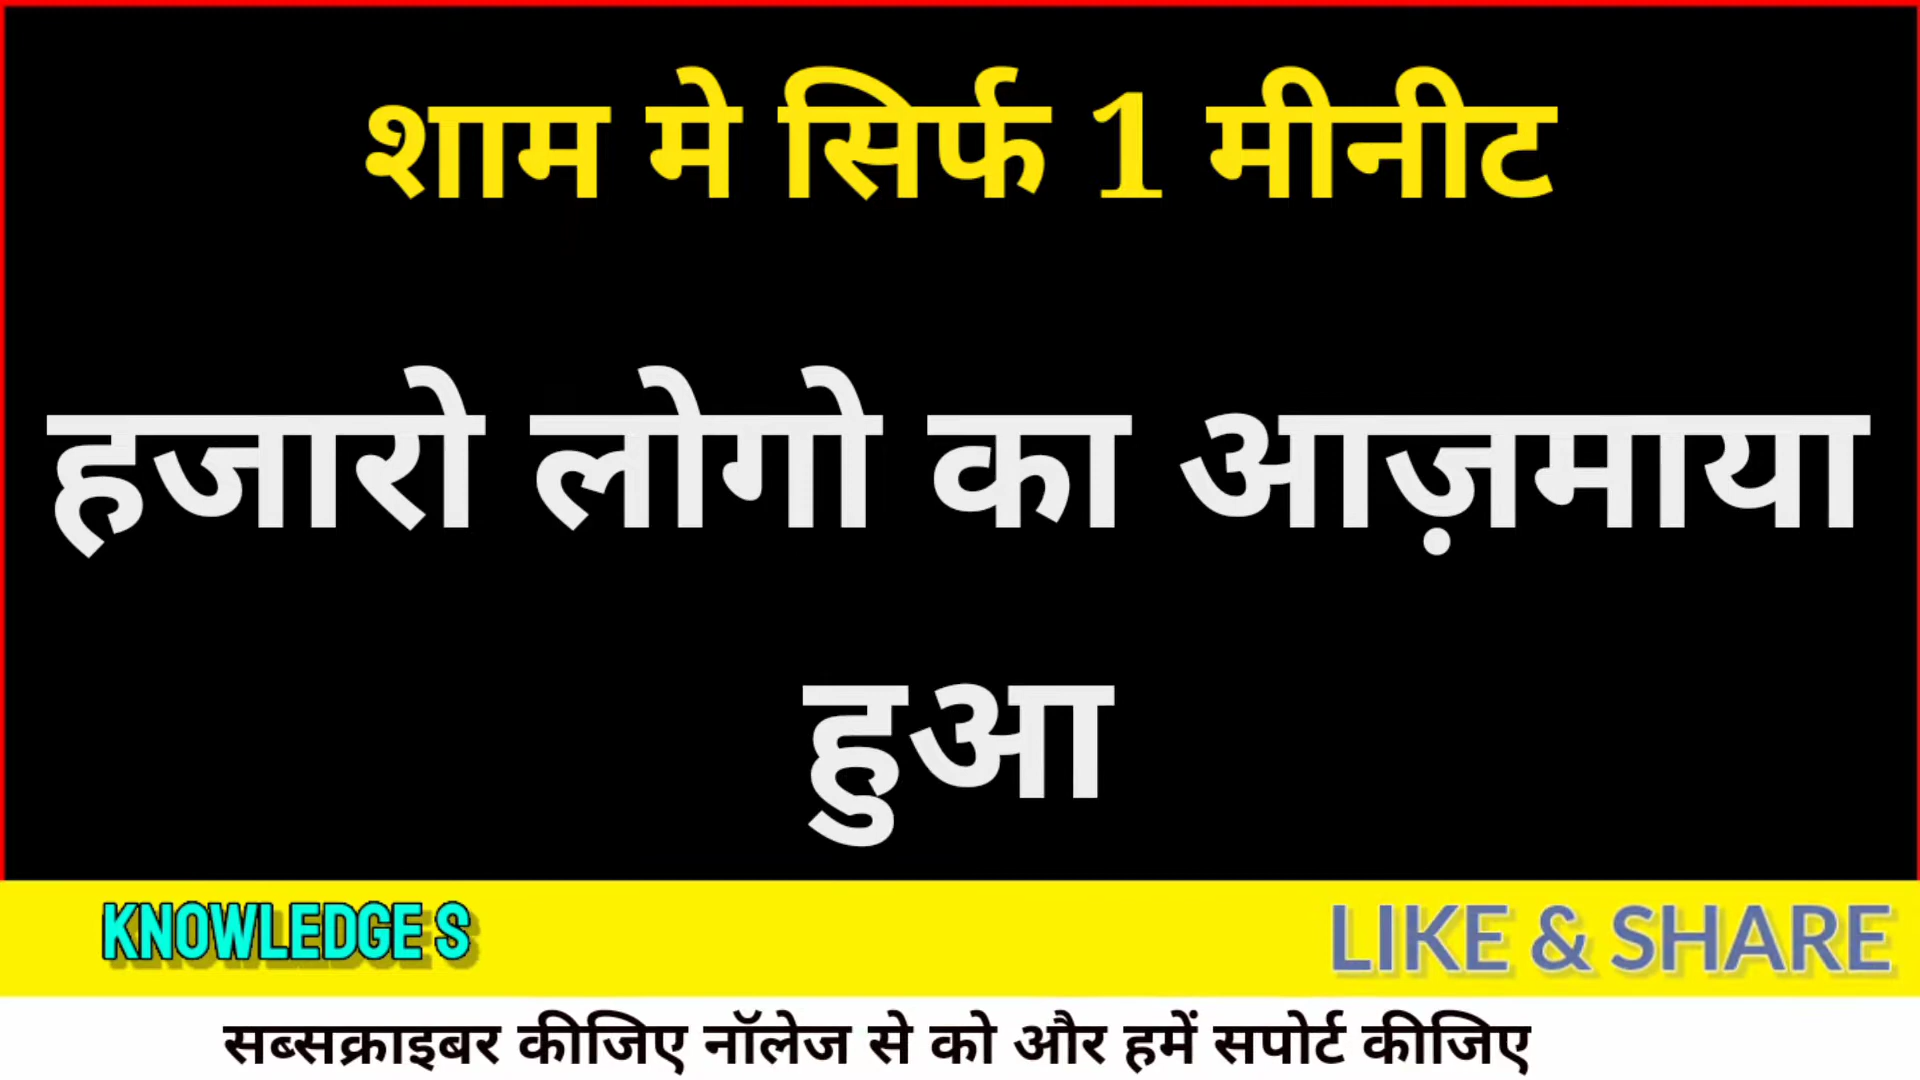 शाम मे सिर्फ 1 मीनीट
हजारो लोगो का आज़माया
हुआ
KNOWLEDGE S
LIKE & SHARE
सब्सक्राइबर कीजिए नॉलेज से को और हमें सपोर्ट कीजिए